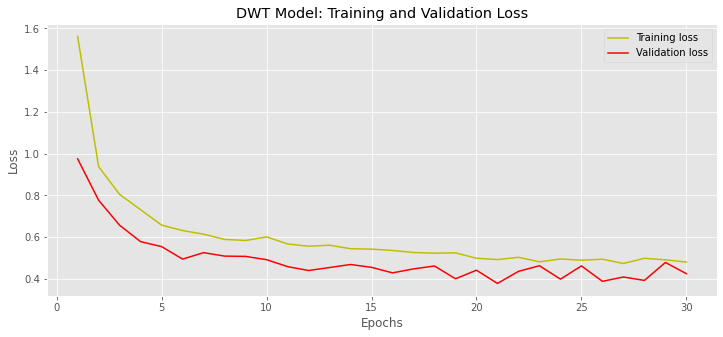 DWT Model: Training and Validation Loss
Training loss
Validation loss
1.6
1.4
1.2
1.0
0.8
0.6
0.4
Loss
0 5 10 15 20 25 30
Epochs